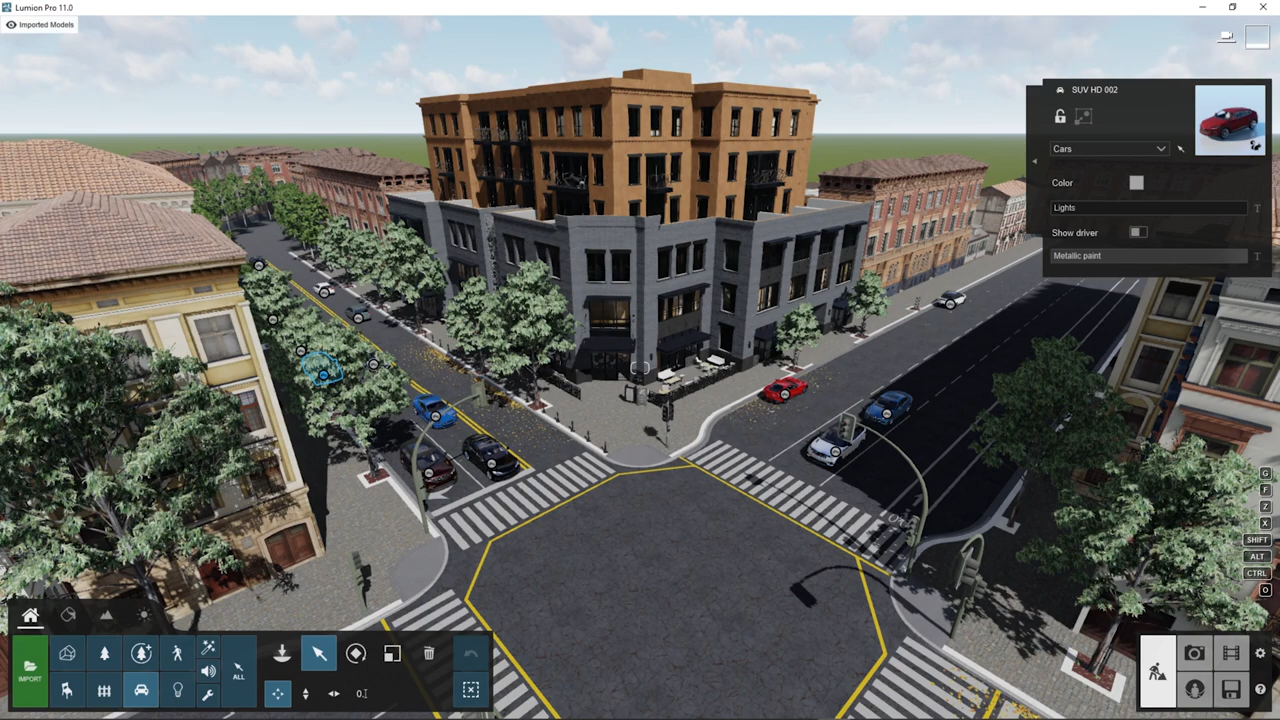 Lumion Pro 11.0
Imported Models
SUV HD 002
Cars
Color
Lights
T
Show driver
Metallic paint
T
G
F
Z
X
SHIFT
ALT
CTRL
O
IMPORT
ALL